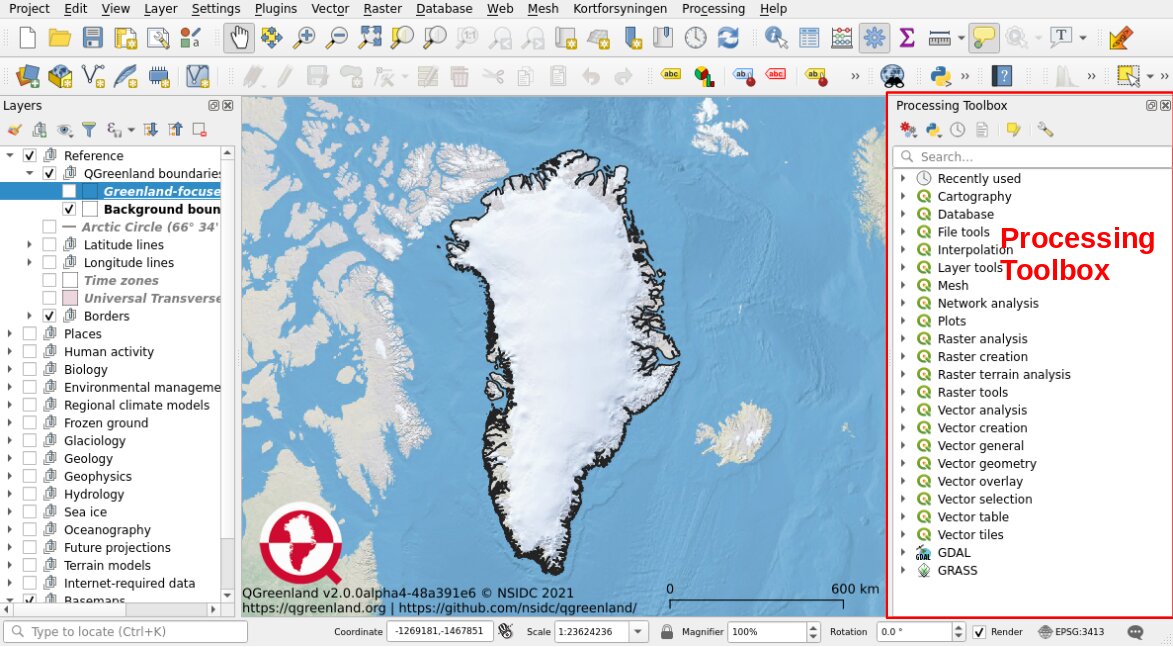 Project Edit View Layer Settings Plugins Vector Raster Database Web Mesh Kortforsyningen Processing Help
1:1
T
abc abc abc abc
»
»
»
»
?
Layers
Processing Toolbox
Search...
Reference
QGreenland boundaries
Greenland-focuse
Background boun
Arctic Circle (66° 34'
Latitude lines
Longitude lines
Time zones
Universal Transverse
Borders
Places
Human activity
Biology
Environmental manageme
Regional climate models
Frozen ground
Glaciology
Geology
Geophysics
Hydrology
Sea ice
Oceanography
Future projections
Terrain models
Internet-required data
Basemaps
QGreenland v2.0.0alpha4-48a391e6 © NSIDC 2021
https://qgreenland.org | https://github.com/nsidc/qgreenland/
0 600 km
Recently used
Cartography
Database
File tools
Interpolation
Layer tools
Processing
Toolbox
Mesh
Network analysis
Plots
Raster analysis
Raster creation
Raster terrain analysis
Raster tools
Vector analysis
Vector creation
Vector general
Vector geometry
Vector overlay
Vector selection
Vector table
Vector tiles
GDAL
GRASS
Type to locate (Ctrl+K) Coordinate -1269181,-1467851 Scale 1:23624236 Magnifier 100% Rotation 0.0 ° Render EPSG:3413